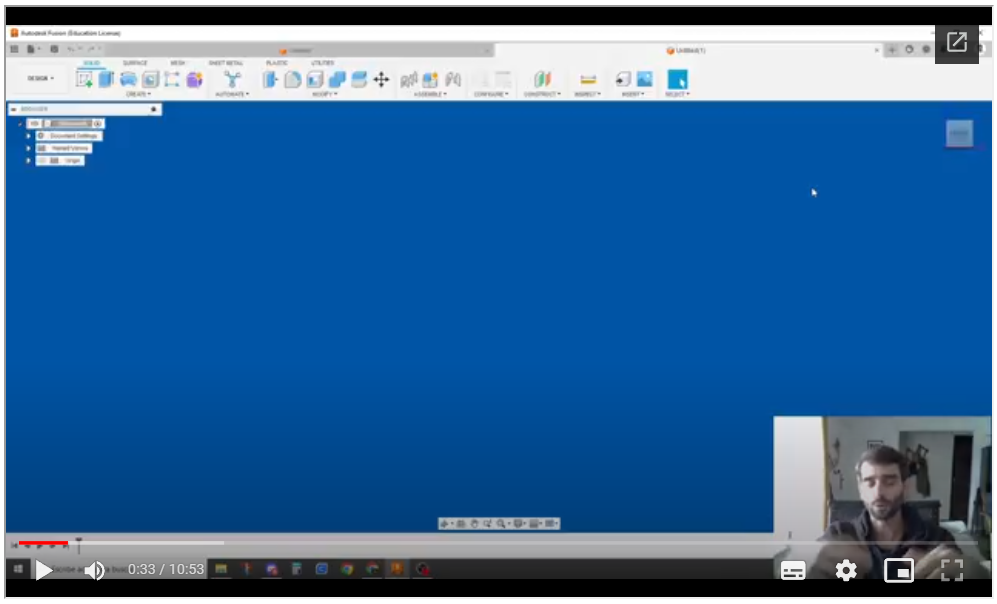 Autodesk Fusion (Education License)
Untitled Untitled(1)
SOLID SURFACE MESH SHEET METAL PLASTIC UTILITIES
DESIGN
CREATE AUTOMATE MODIFY ASSEMBLE CONFIGURE CONSTRUCT INSPECT INSERT SELECT
BROWSER
Document Settings
Named Views
Origin
0:33 / 10:53